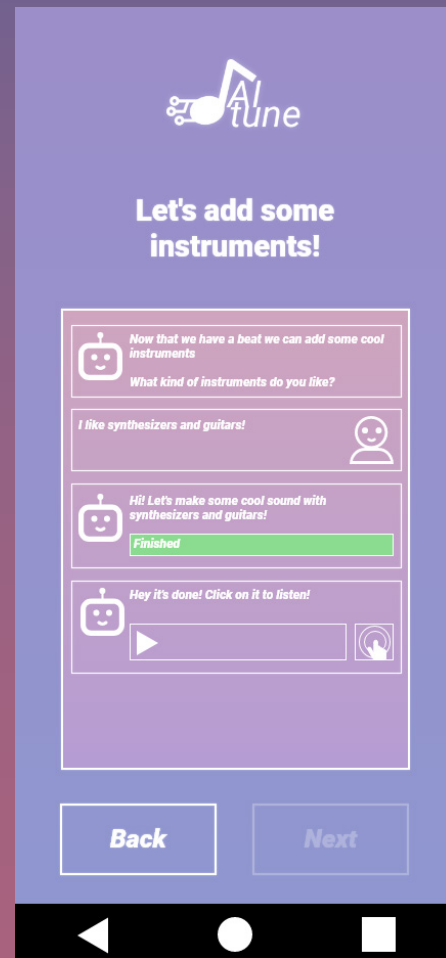 AI
tune
Let's add some
instruments!
Now that we have a beat we can add some cool
instruments
What kind of instruments do you like?
I like synthesizers and guitars!
Hi! Let's make some cool sound with
synthesizers and guitars!
Finished
Hey it's done! Click on it to listen!
Back
Next